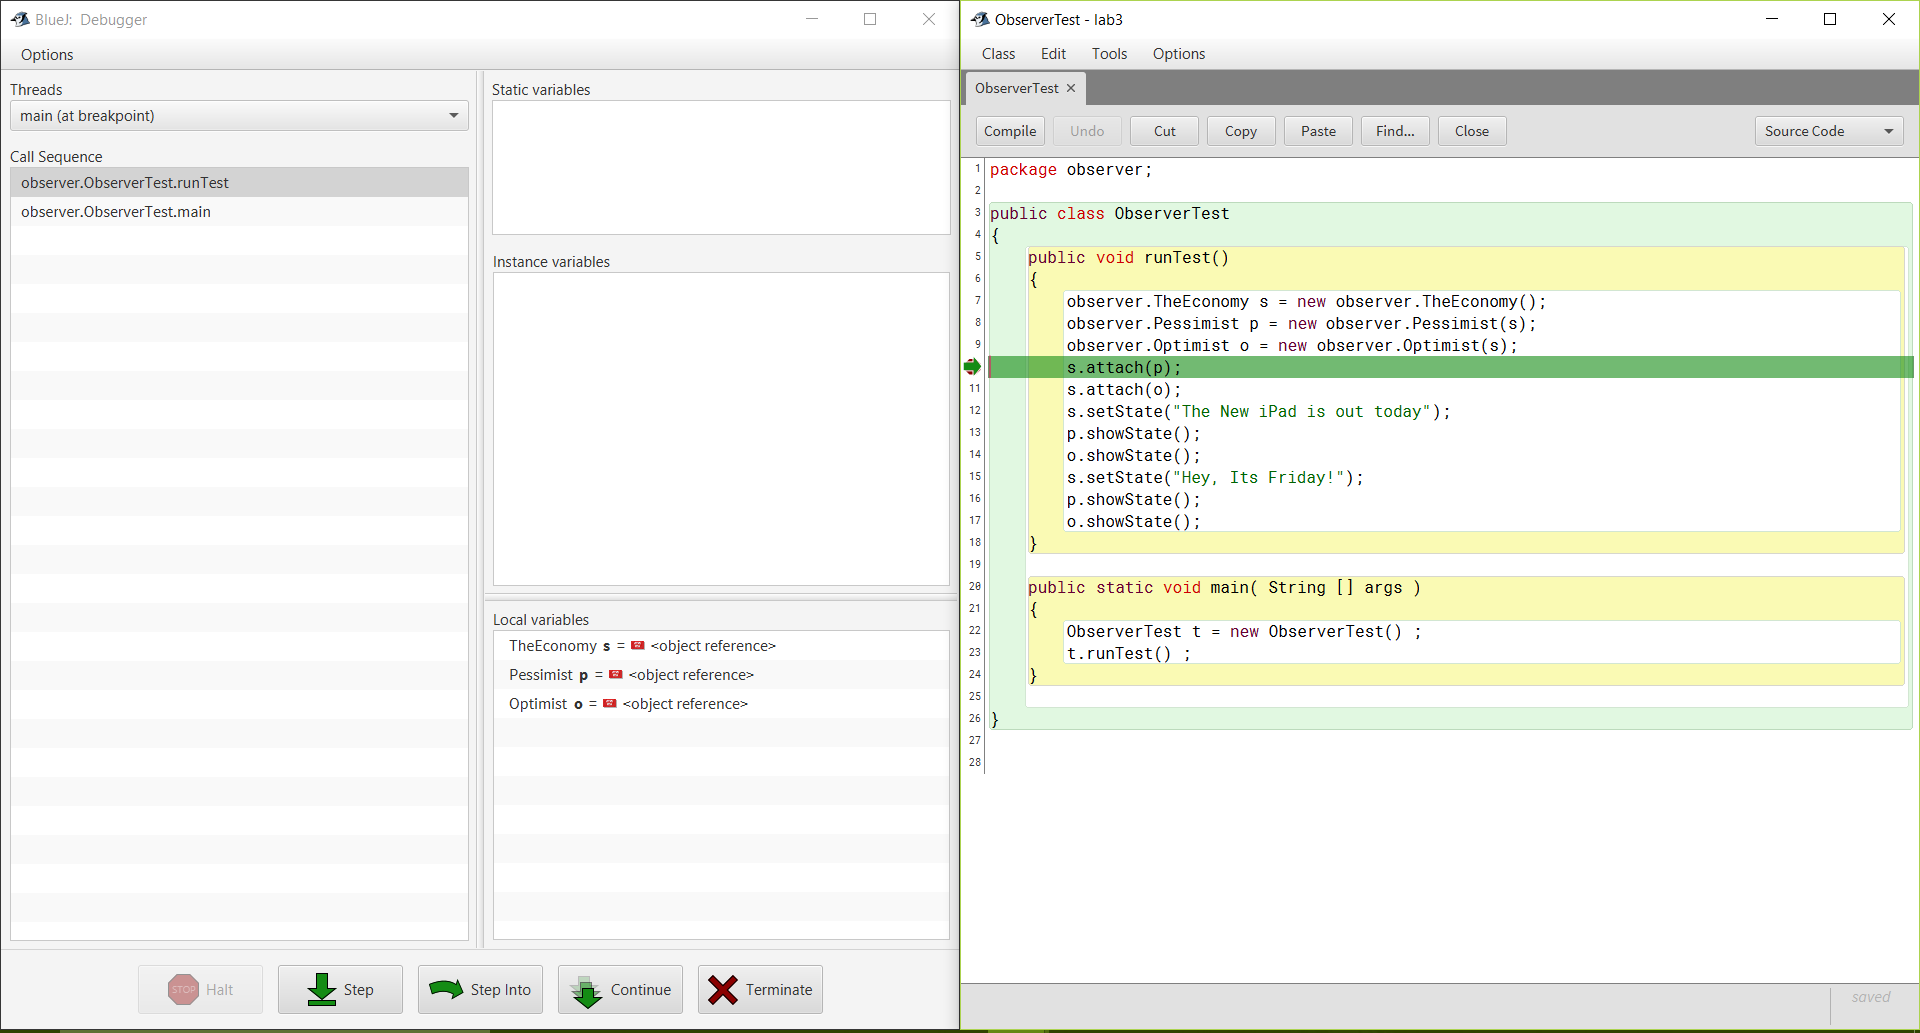 BlueJ: Debugger
Options
Threads
main (at breakpoint)
Call Sequence
observer.ObserverTest.runTest
observer.ObserverTest.main
Static variables
Instance variables
Local variables
TheEconomy s = <object reference>
Pessimist p = <object reference>
Optimist o = <object reference>
STOP Halt
Step
Step Into
Continue
Terminate
ObserverTest - lab3
Class Edit Tools Options
ObserverTest ×
Compile Undo Cut Copy Paste Find... Close Source Code
1 package observer;
2
3 public class ObserverTest
4 {
5 public void runTest()
6 {
7 observer.TheEconomy s = new observer.TheEconomy();
8 observer.Pessimist p = new observer.Pessimist(s);
9 observer.Optimist o = new observer.Optimist(s);
s.attach(p);
11 s.attach(o);
12 s.setState("The New iPad is out today");
13 p.showState();
14 o.showState();
15 s.setState("Hey, Its Friday!");
16 p.showState();
17 o.showState();
18 }
19
20 public static void main( String [] args )
21 {
22 ObserverTest t = new ObserverTest() ;
23 t.runTest() ;
24 }
25
26 }
27
28
saved